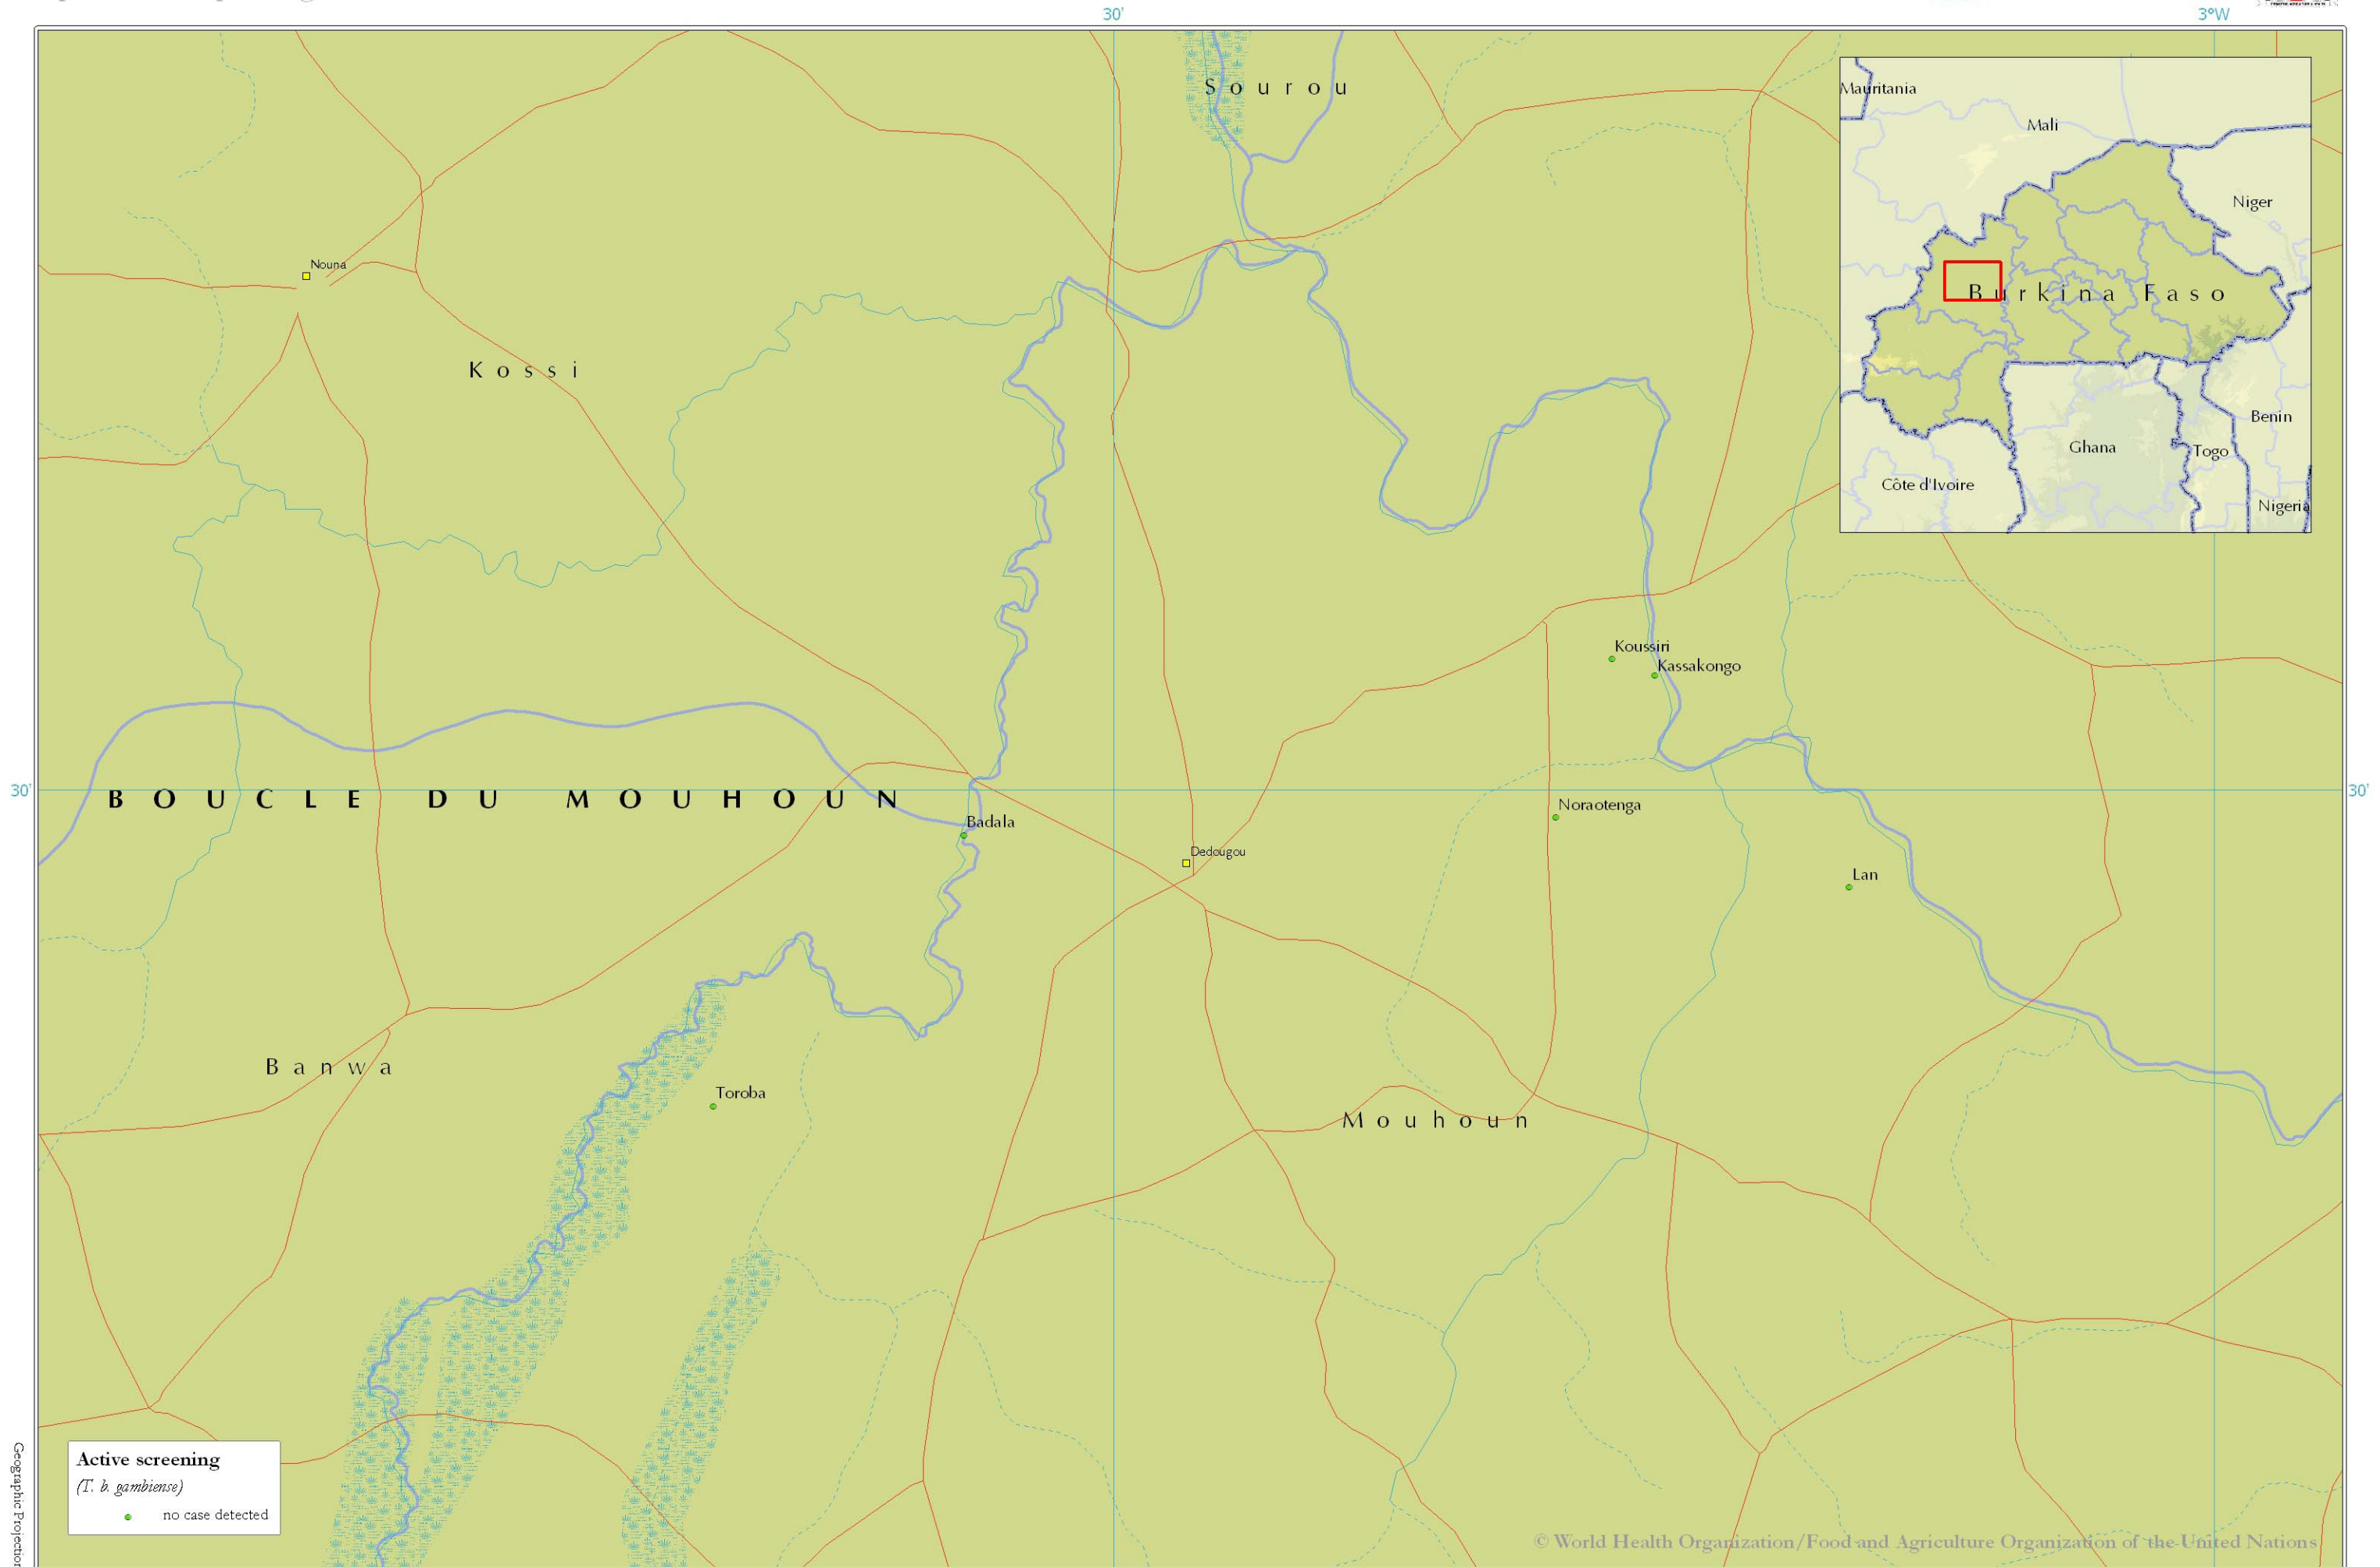 30'
3°W
Sourou
Mauritania
Mali
Niger
Nouna
Burkina Faso
Kossi
Benin
Ghana
Togo
Côte d'Ivoire
Nigeria
Koussiri
Kassakongo
30'
30'
BOUCLE DU MOUHOUN
Noraotenga
Badala
Dedougou
Lan
Banwa
Toroba
Mouhoun
Active screening
(T. b. gambiense)
no case detected
Geographic Projection
© World Health Organization/Food and Agriculture Organization of the United Nations